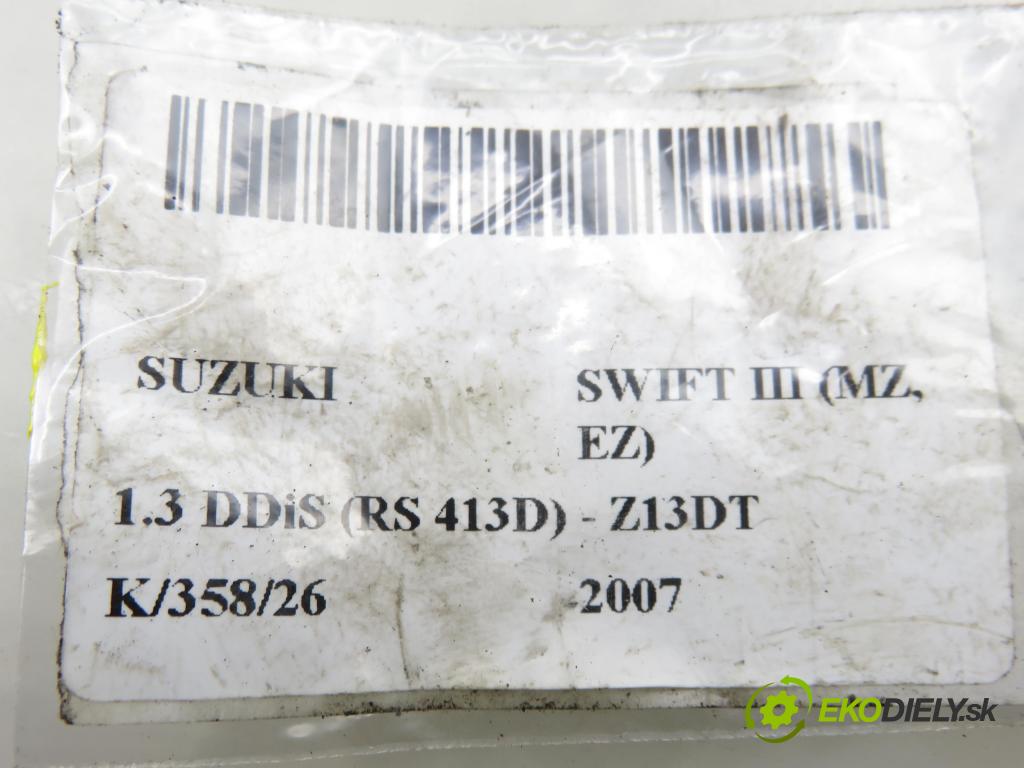 SUZUKI SWIFT III (MZ,
EZ)
1.3 DDiS (RS 413D) - Z13DT
K/358/26 2007
EKODIELY.sk